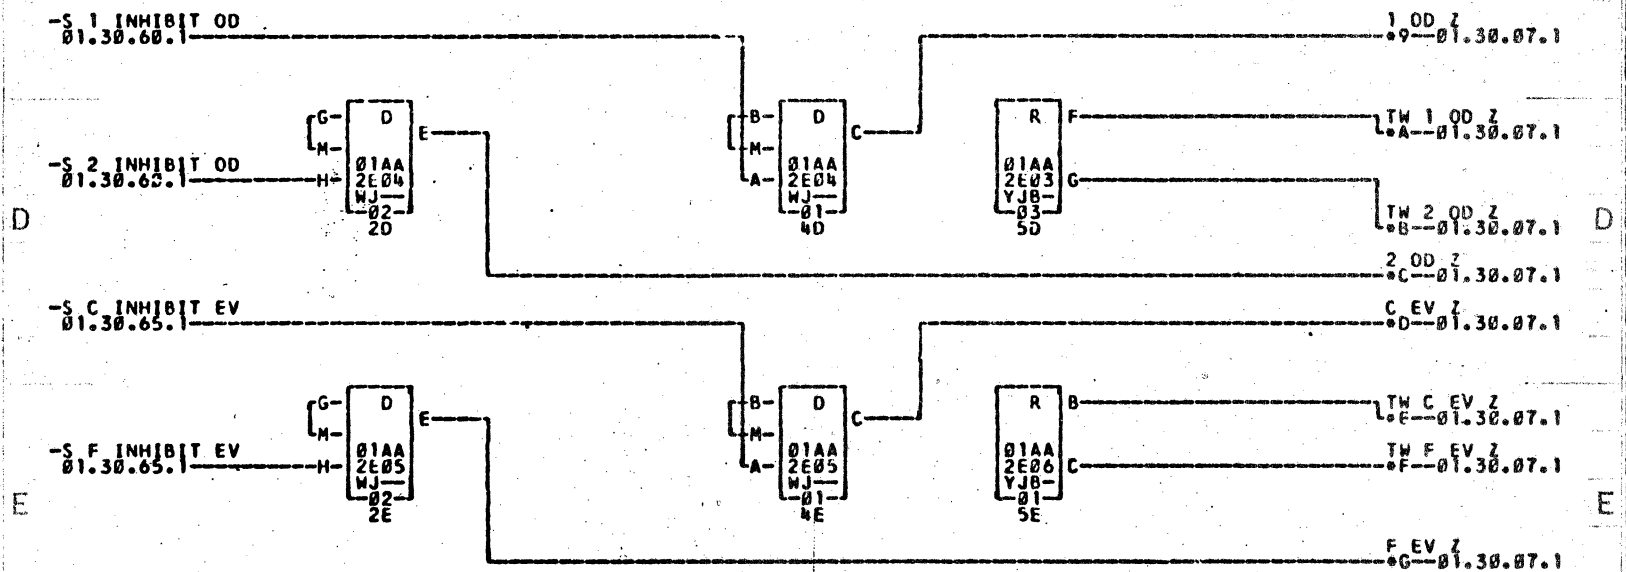 -S 1 INHIBIT OD
01.30.60.1
1 OD Z
*9--01.30.07.1
G- D E
M-
01AA
2E04
WJ--
-02-
2D
B- D C
M-
01AA
A- 2E04
WJ--
-01-
4D
R F
01AA
2E03 G
YJB-
-03-
5D
TW 1 OD Z
*A--01.30.07.1
-S 2 INHIBIT OD
01.30.60.1 H-
D
TW 2 OD Z
*B--01.30.07.1
D
2 OD Z
*C--01.30.07.1
-S C INHIBIT EV
01.30.65.1
C EV Z
*D--01.30.07.1
G- D E
M-
01AA
2E05
WJ--
-02-
2E
B- D C
M-
01AA
A- 2E05
WJ--
-01-
4E
R B
01AA
2E06 C
YJB-
-01-
5E
TW C EV Z
*E--01.30.07.1
-S F INHIBIT EV
01.30.65.1 H-
TW F EV Z
*F--01.30.07.1
E
E
F EV Z
*G--01.30.07.1